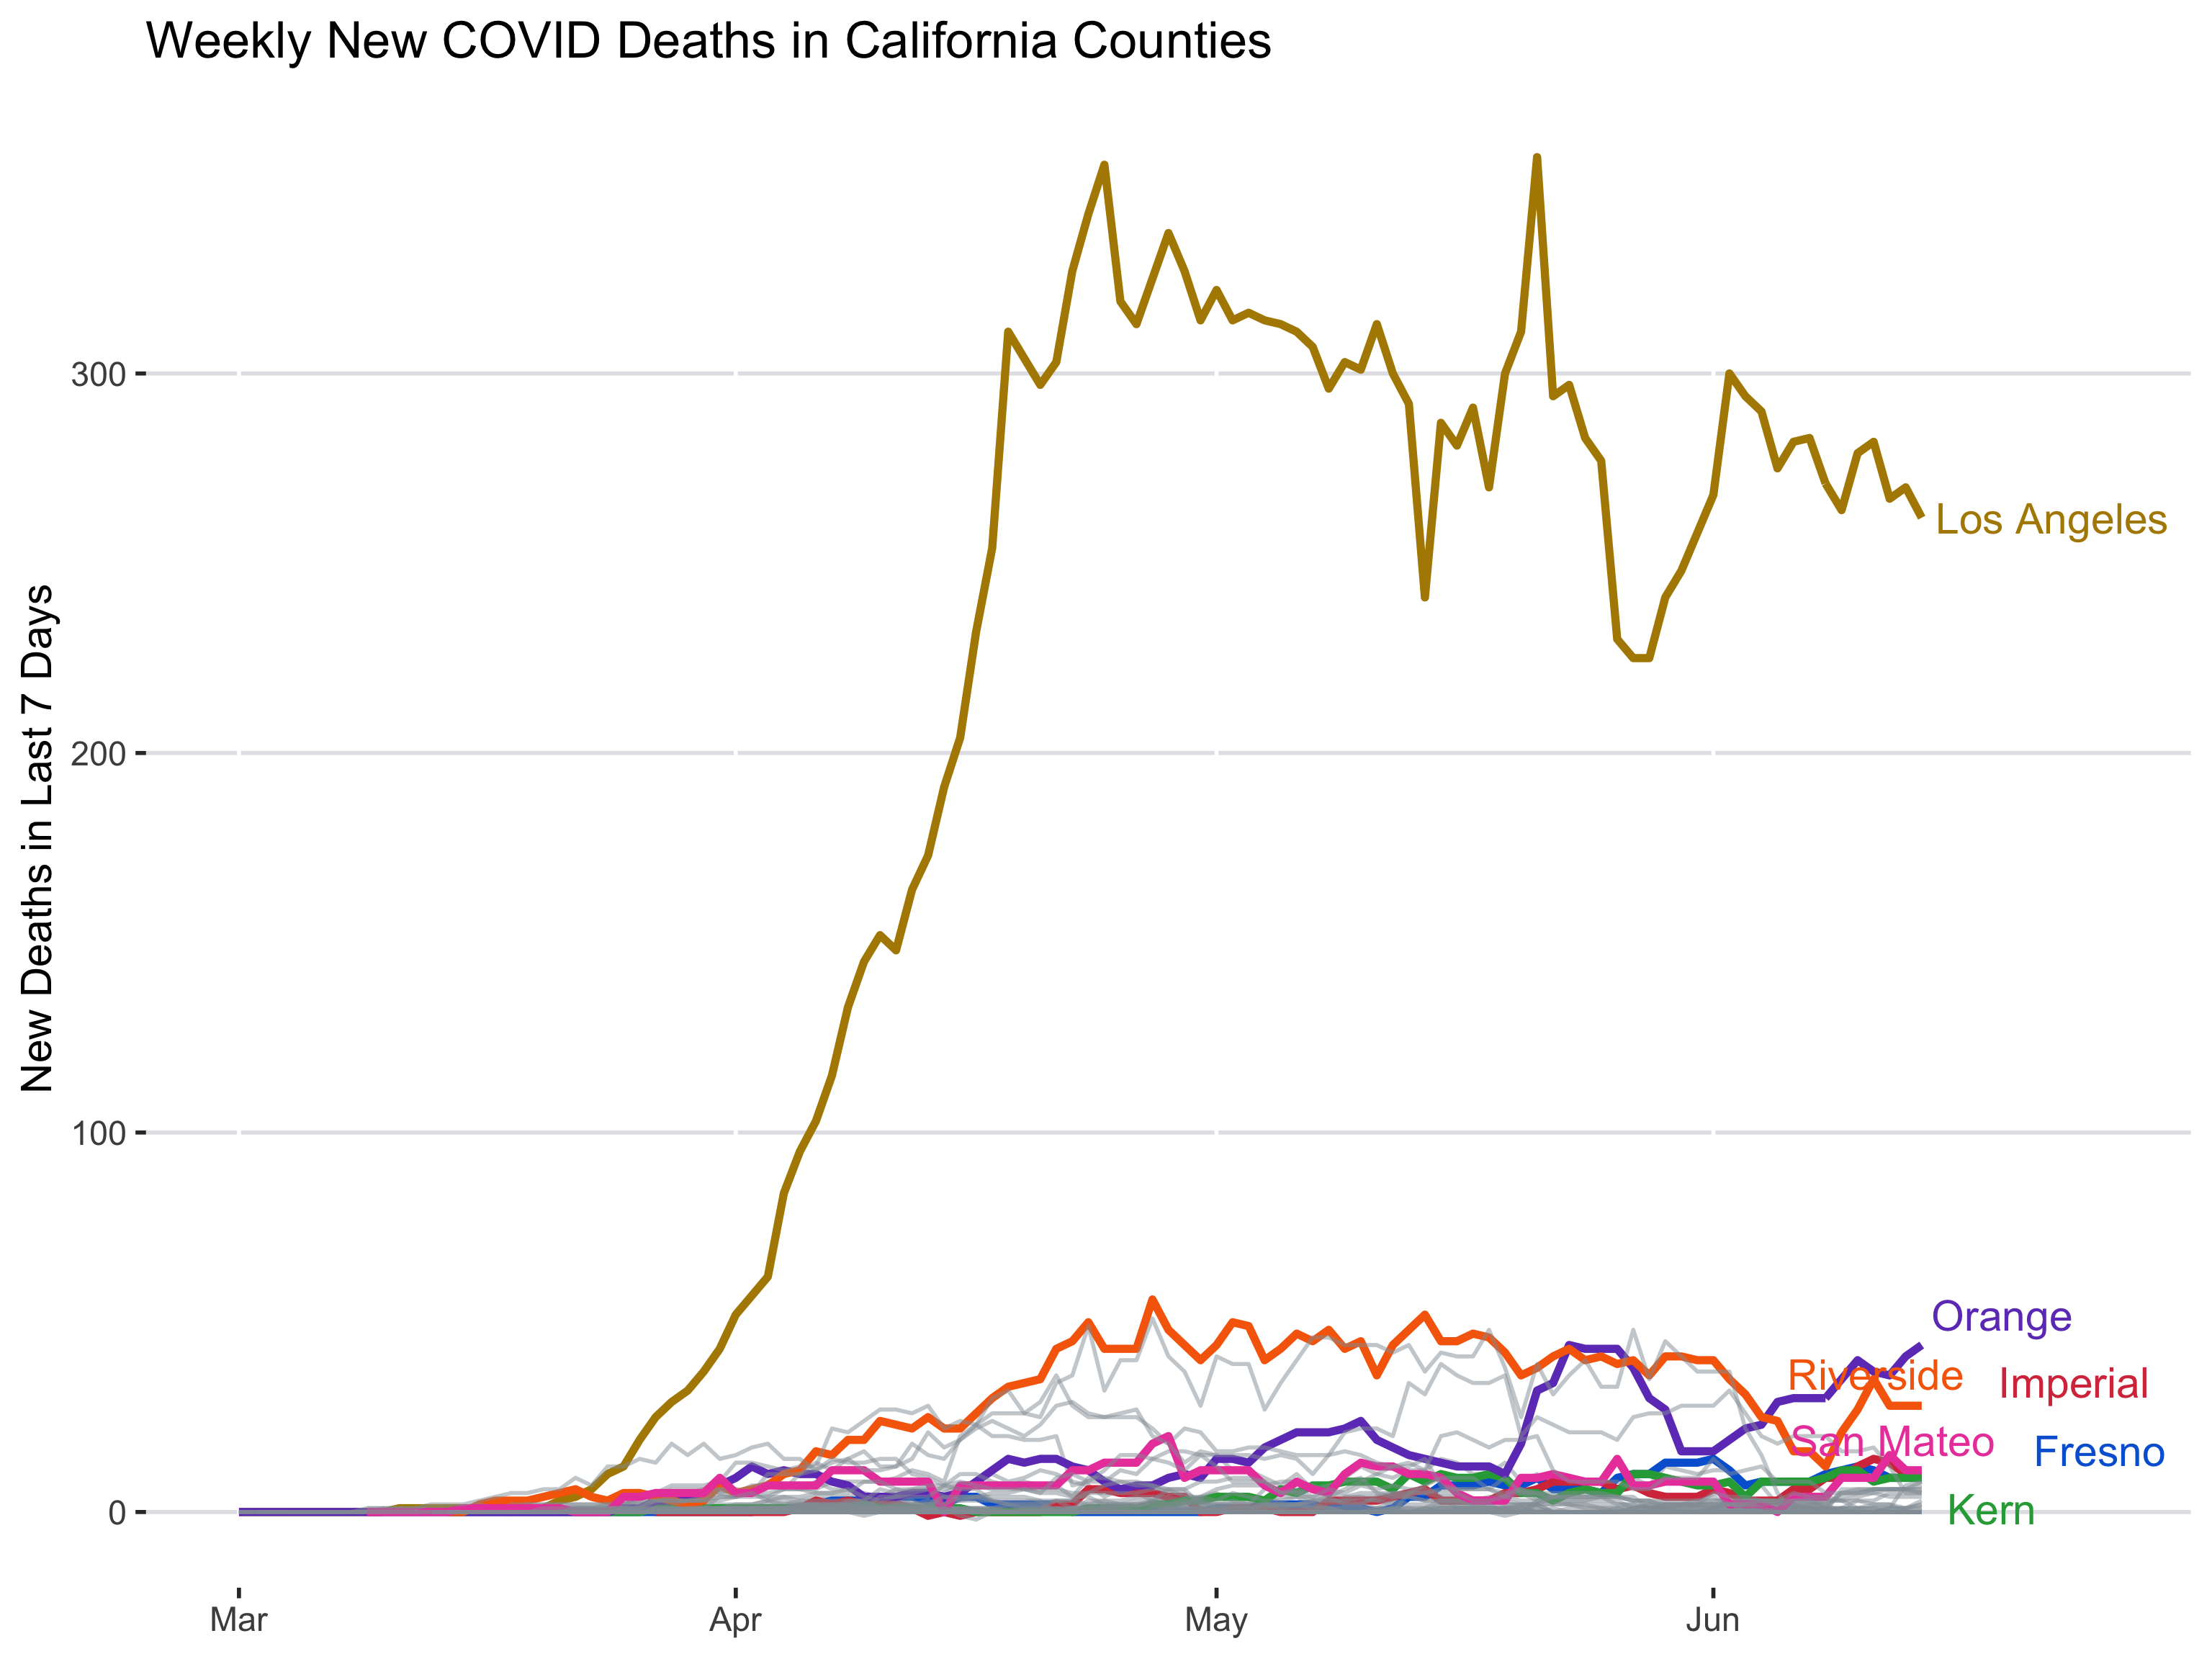 Weekly New COVID Deaths in California Counties
New Deaths in Last 7 Days
300
200
100
0
Mar
Apr
May
Jun
Los Angeles
Orange
Riverside
Imperial
San Mateo
Fresno
Kern